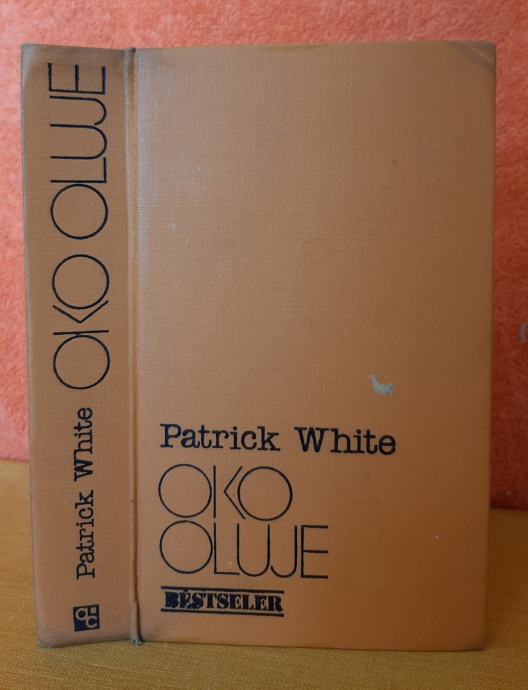 Patrick White OKO OLUJE
Patrick White
OKO
OLUJE
BESTSELER